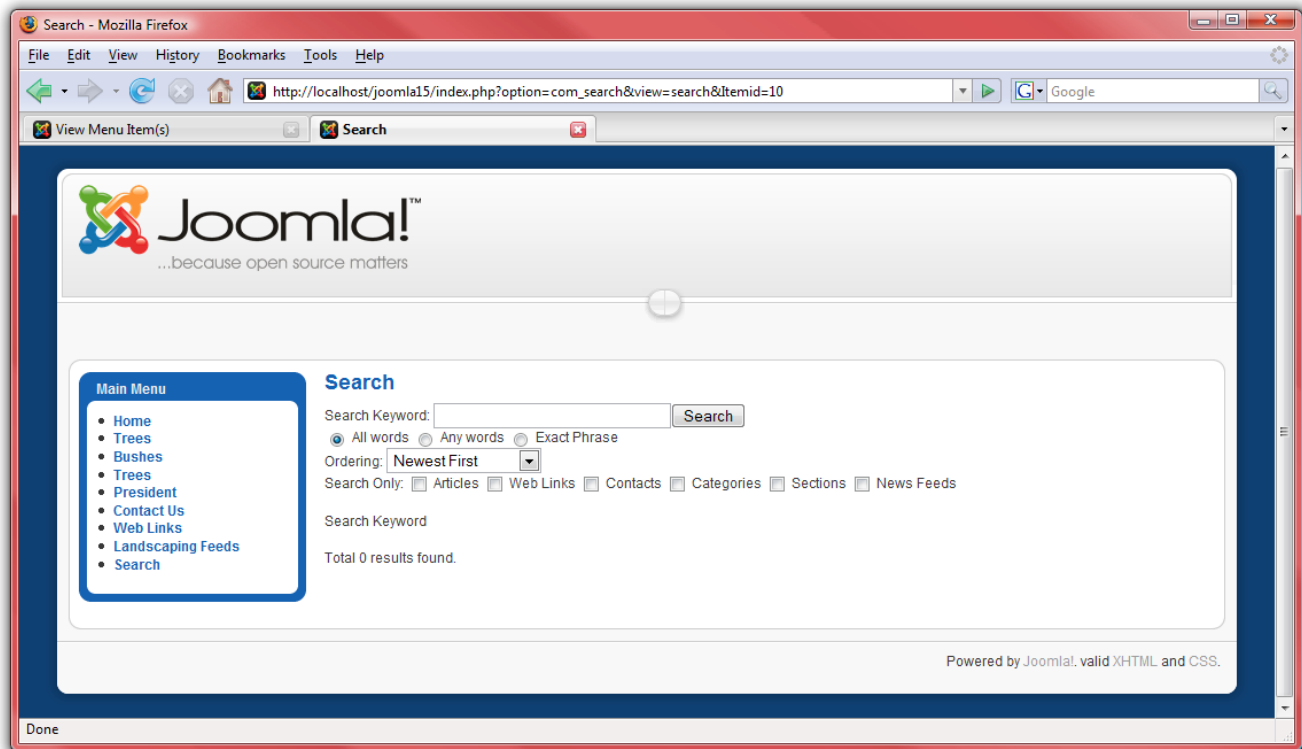 Search - Mozilla Firefox
File Edit View History Bookmarks Tools Help
http://localhost/joomla15/index.php?option=com_search&view=search&Itemid=10
G Google
View Menu Item(s)
Search
Joomla!™
...because open source matters
Main Menu
Home
Trees
Bushes
Trees
President
Contact Us
Web Links
Landscaping Feeds
Search
Search
Search Keyword: Search
All words Any words Exact Phrase
Ordering: Newest First
Search Only: Articles Web Links Contacts Categories Sections News Feeds
Search Keyword
Total 0 results found.
Powered by Joomla!. valid XHTML and CSS.
Done